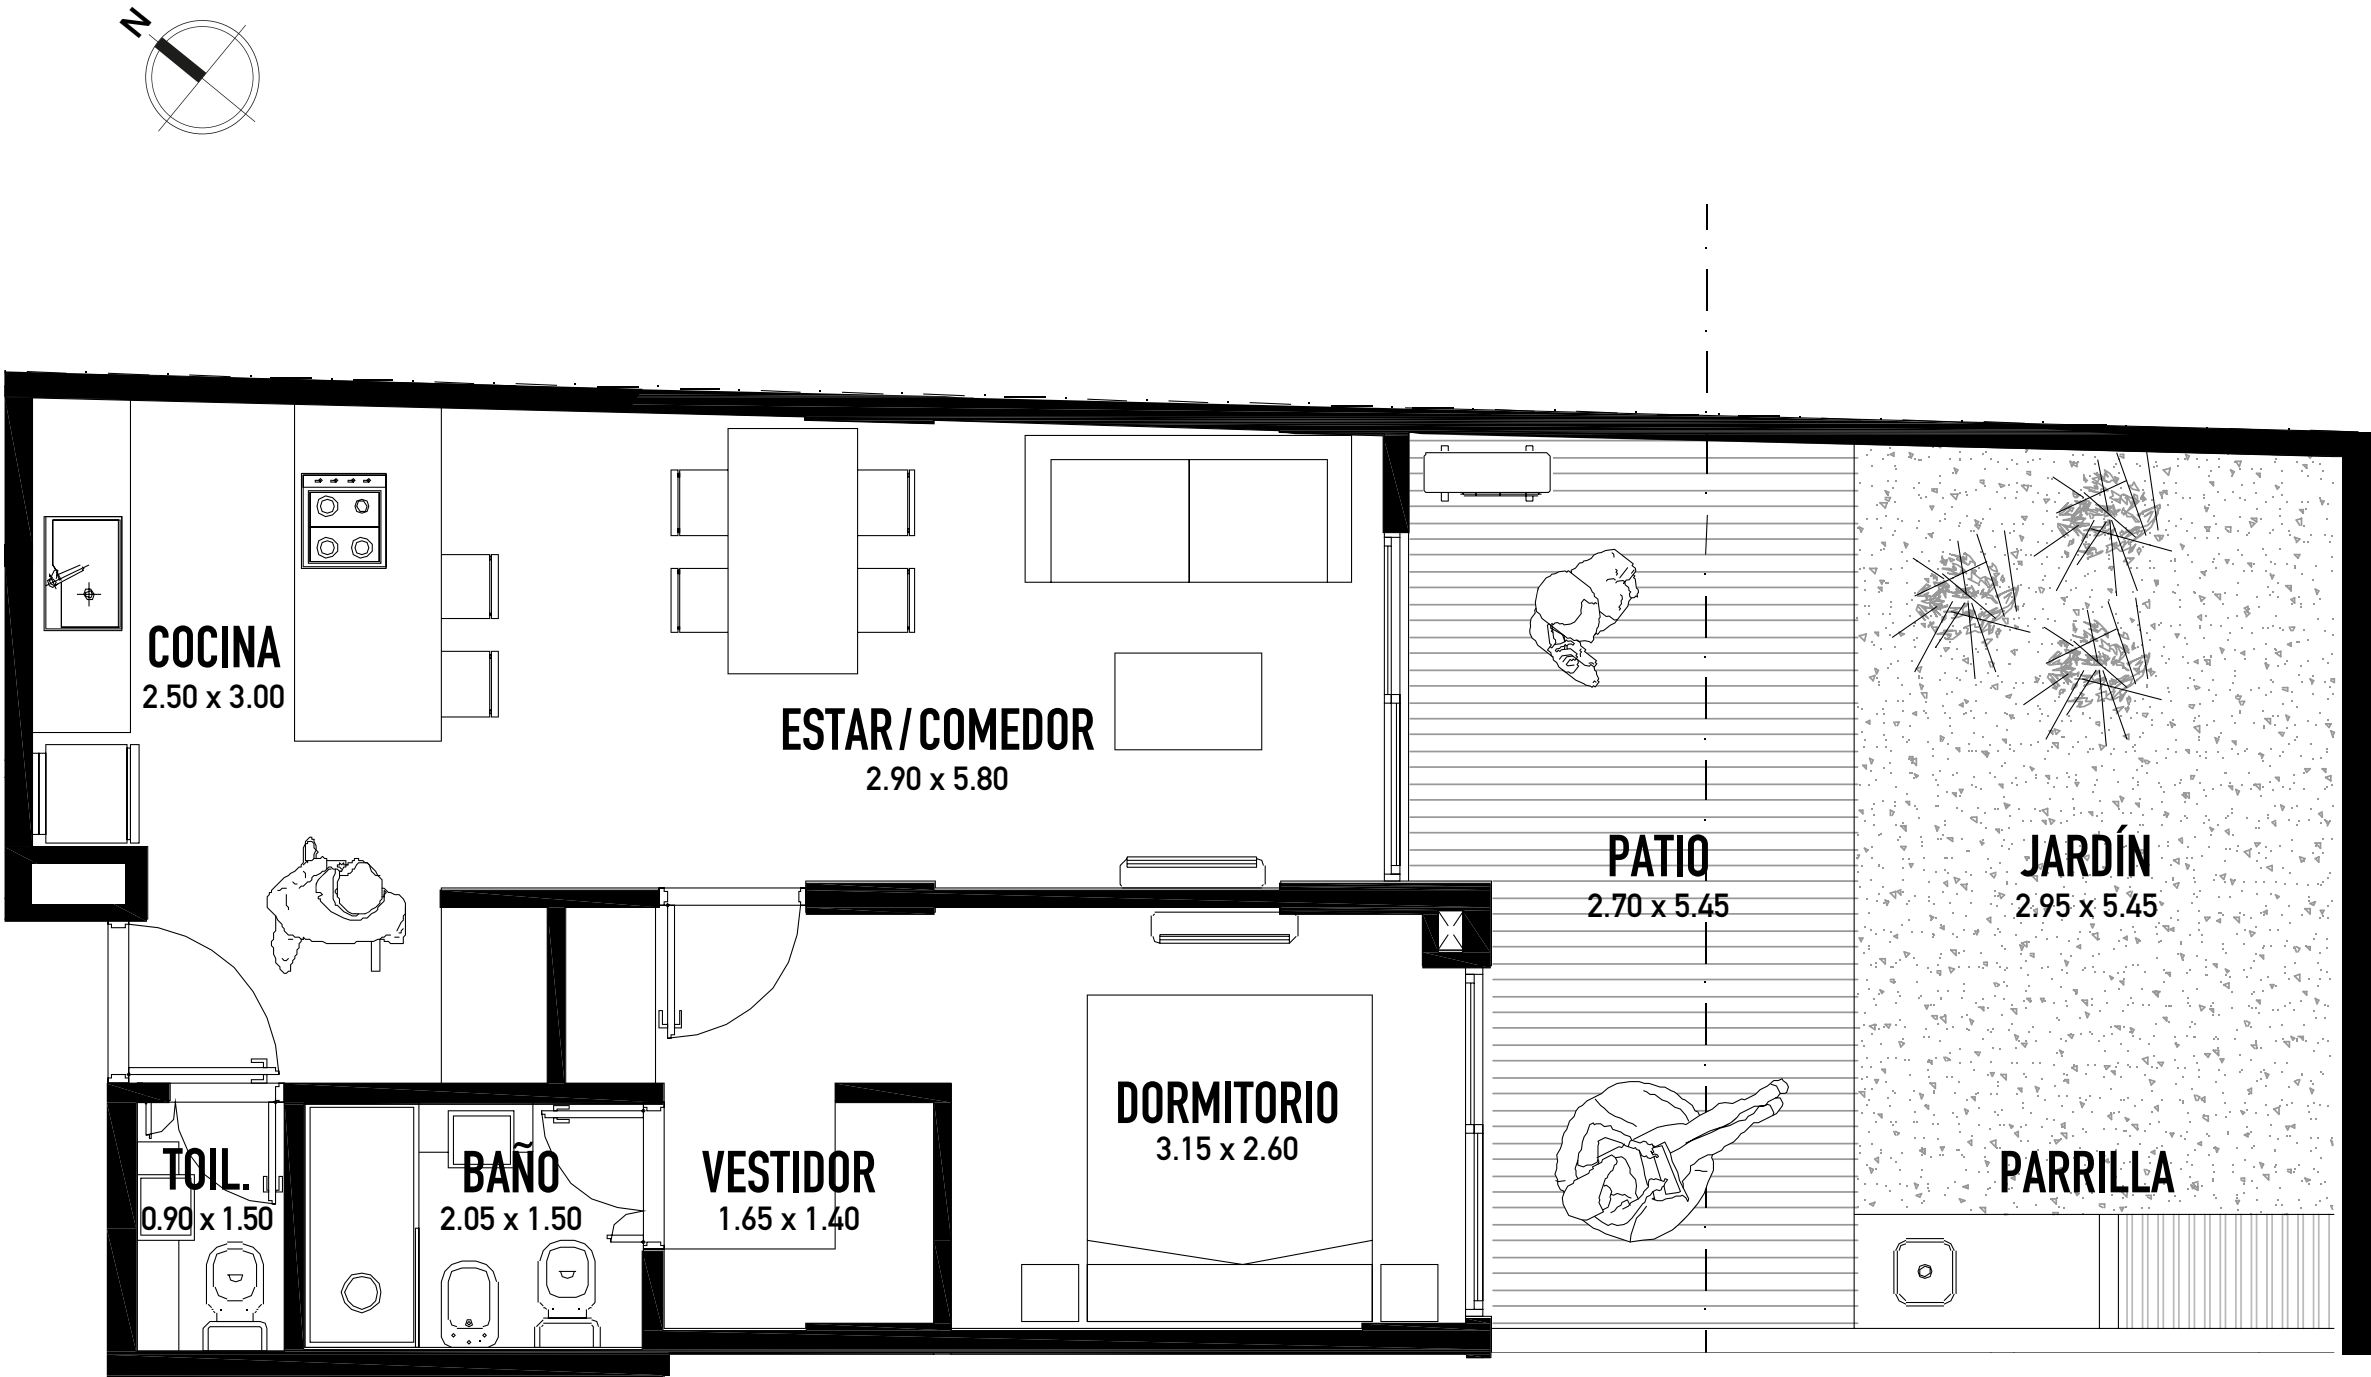 N
COCINA
2.50 x 3.00
ESTAR/COMEDOR
2.90 x 5.80
PATIO
2.70 x 5.45
JARDÍN
2.95 x 5.45
DORMITORIO
3.15 x 2.60
TOIL.
0.90 x 1.50
BAÑO
2.05 x 1.50
VESTIDOR
1.65 x 1.40
PARRILLA